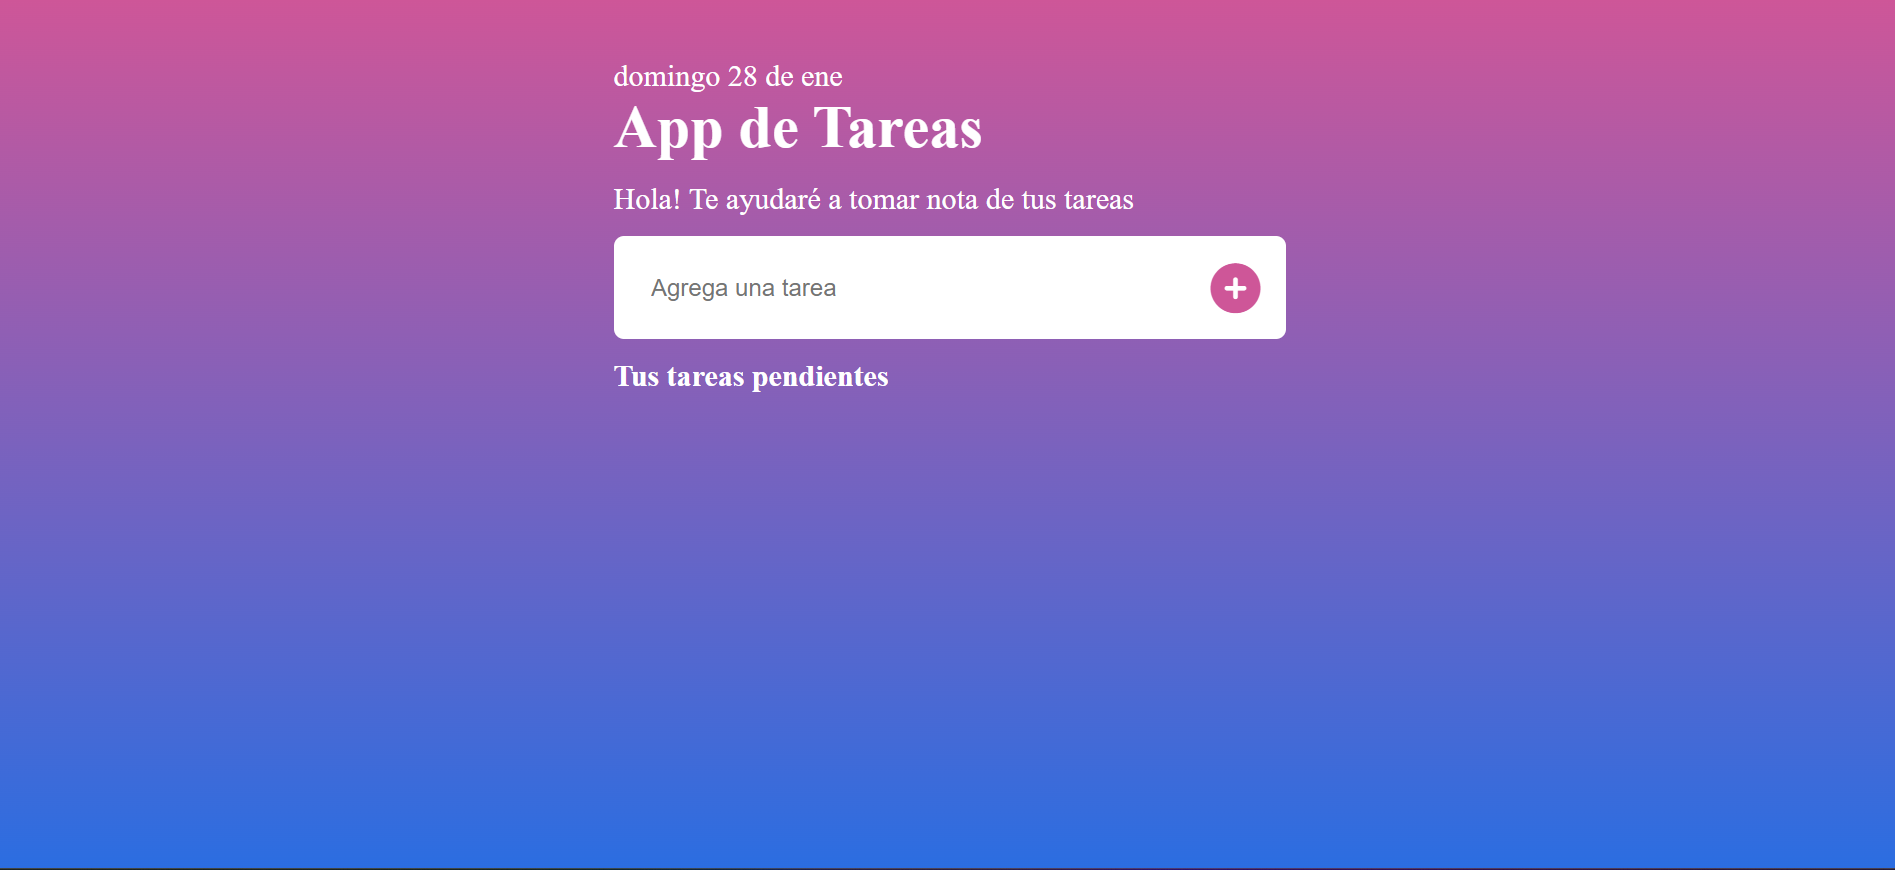 domingo 28 de ene
App de Tareas
Hola! Te ayudaré a tomar nota de tus tareas
Agrega una tarea
Tus tareas pendientes